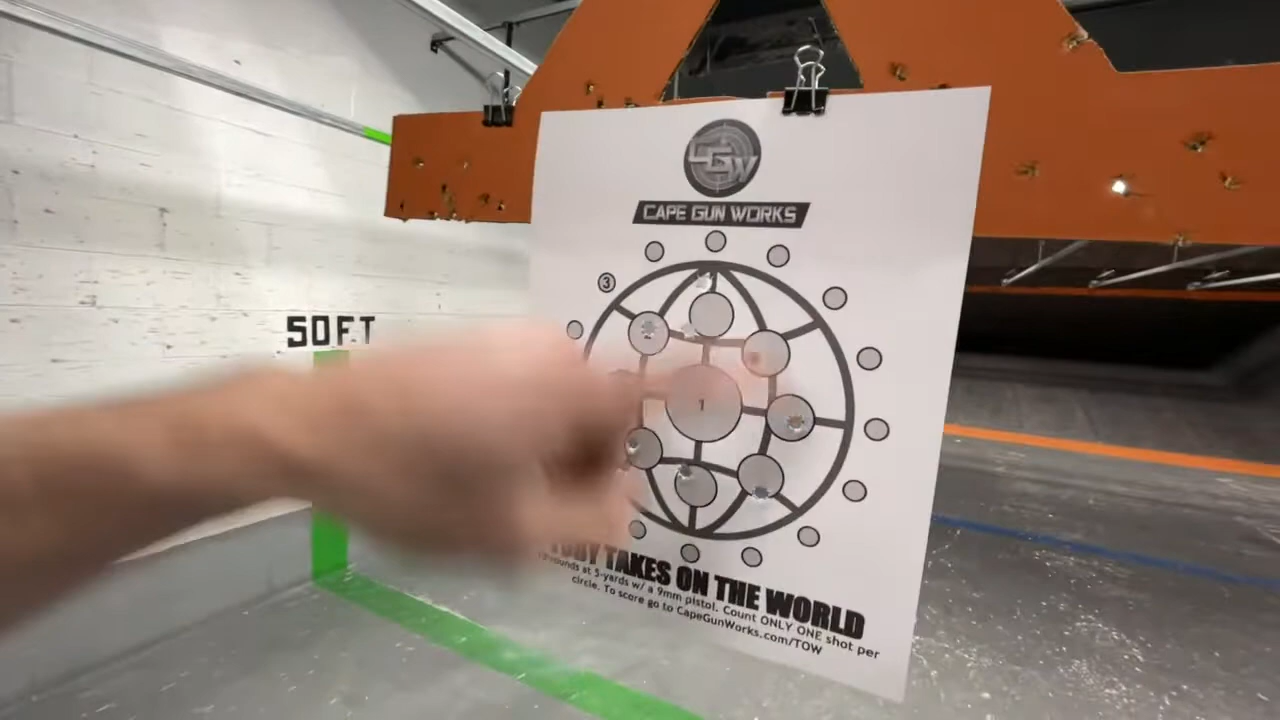 CGW
CAPE GUN WORKS
3
50FT
1
TAKES ON THE WORLD
rounds at 5-yards w/ a 9mm pistol. Count ONLY ONE shot per
circle. To score go to CapeGunWorks.com/TOW